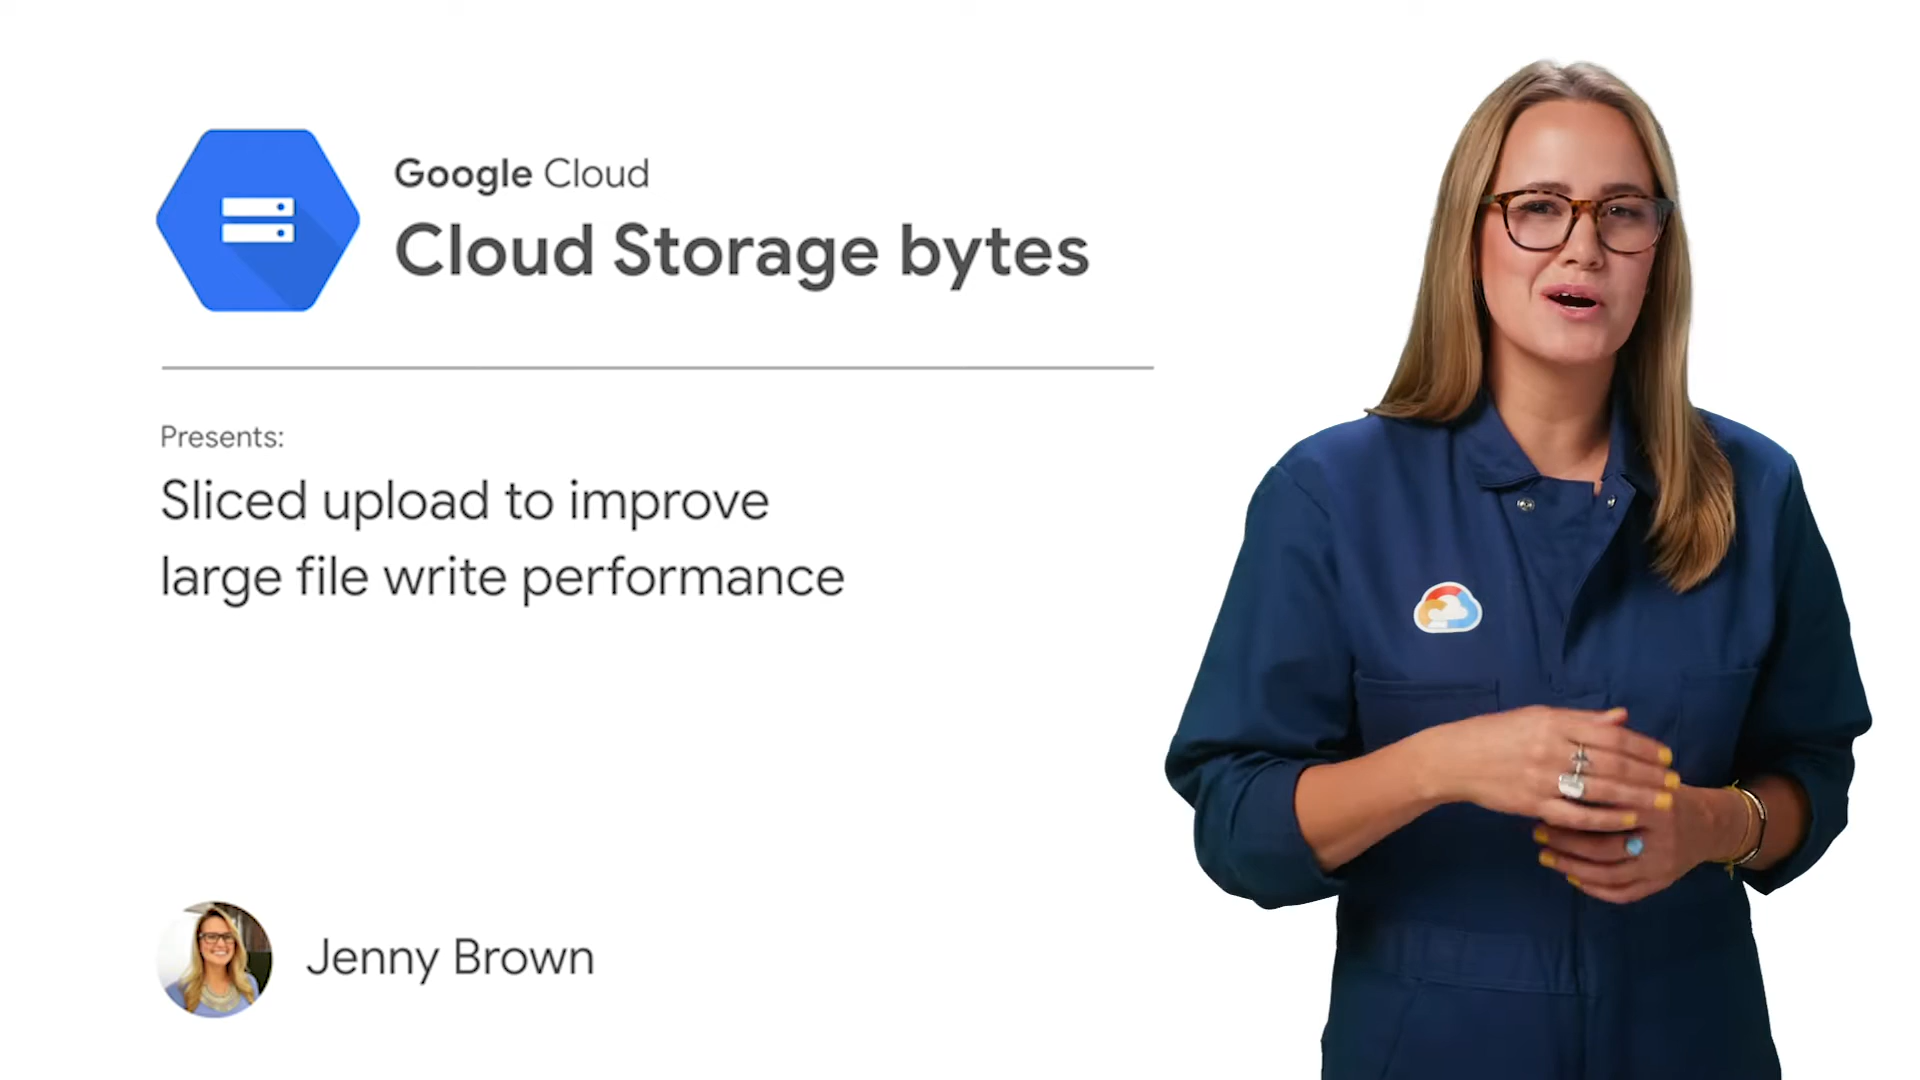 Google Cloud
Cloud Storage bytes
Presents:
Sliced upload to improve
large file write performance
Jenny Brown